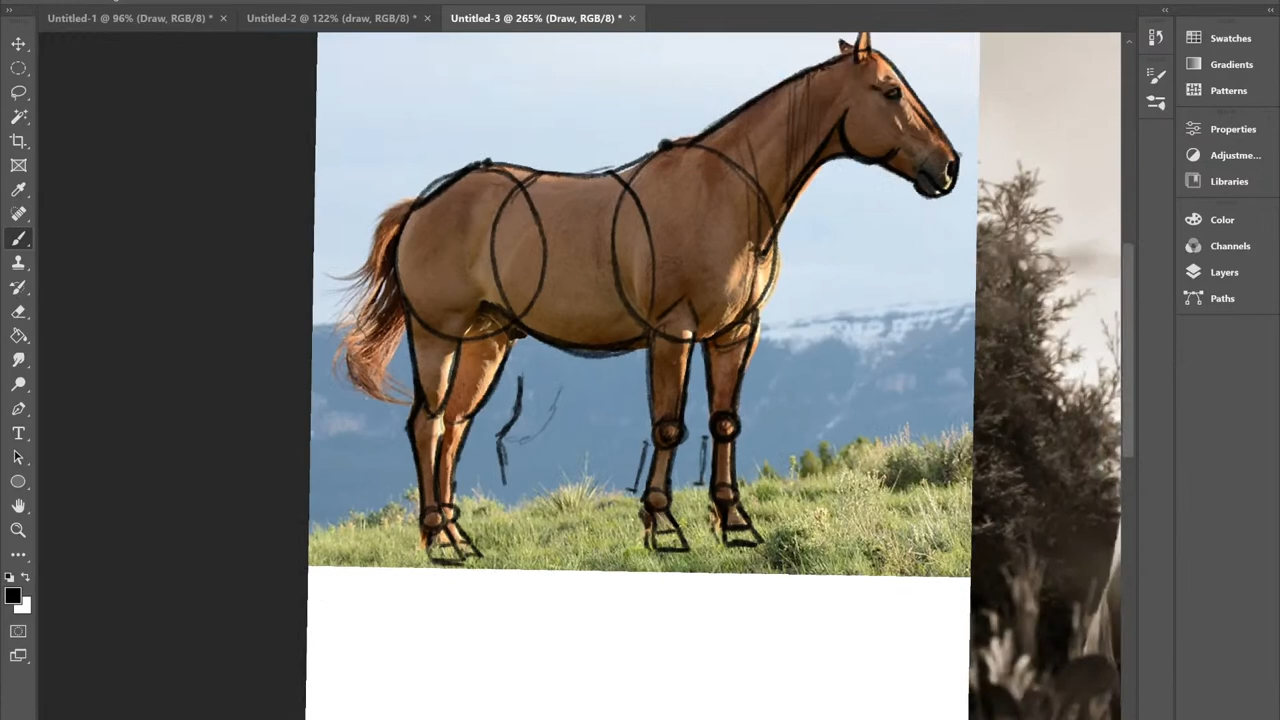 Untitled-1 @ 96% (Draw, RGB/8) * ×
Untitled-2 @ 122% (draw, RGB/8) * ×
Untitled-3 @ 265% (Draw, RGB/8) * ×
Swatches
Gradients
Patterns
Properties
Adjustme...
Libraries
Color
Channels
Layers
Paths